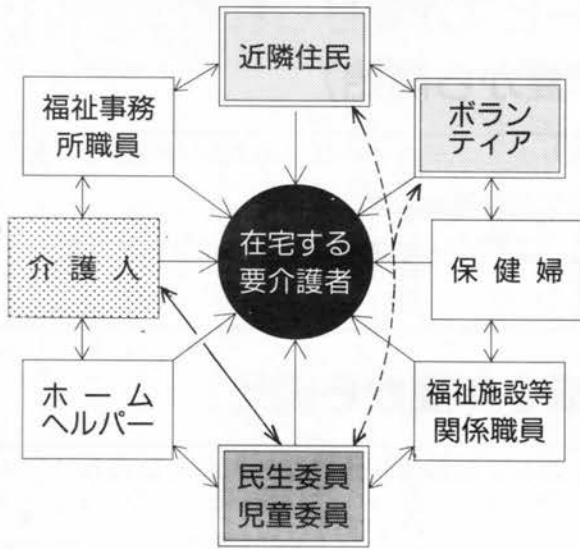 近隣住民
福祉事務
所職員
ボラン
ティア
在宅する
要介護者
介護人
保健婦
ホーム
ヘルパー
福祉施設等
関係職員
民生委員
児童委員